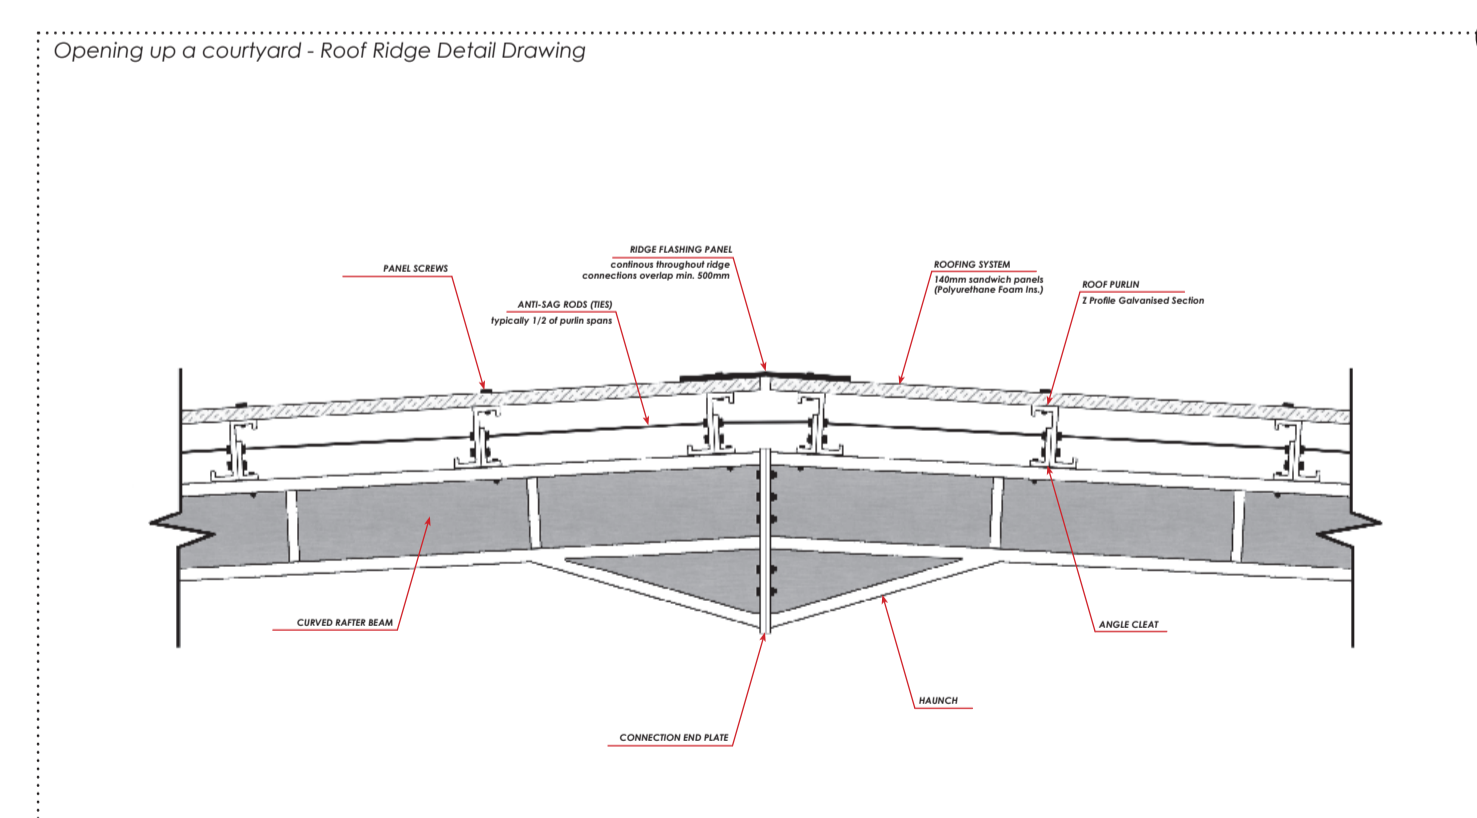 Opening up a courtyard - Roof Ridge Detail Drawing
RIDGE FLASHING PANEL
continous throughout ridge
connections overlap min. 500mm
PANEL SCREWS
ROOFING SYSTEM
140mm sandwich panels
(Polyurethane Foam Ins.)
ROOF PURLIN
Z Profile Galvanised Section
ANTI-SAG RODS (TIES)
typically 1/2 of purlin spans
CURVED RAFTER BEAM
ANGLE CLEAT
HAUNCH
CONNECTION END PLATE